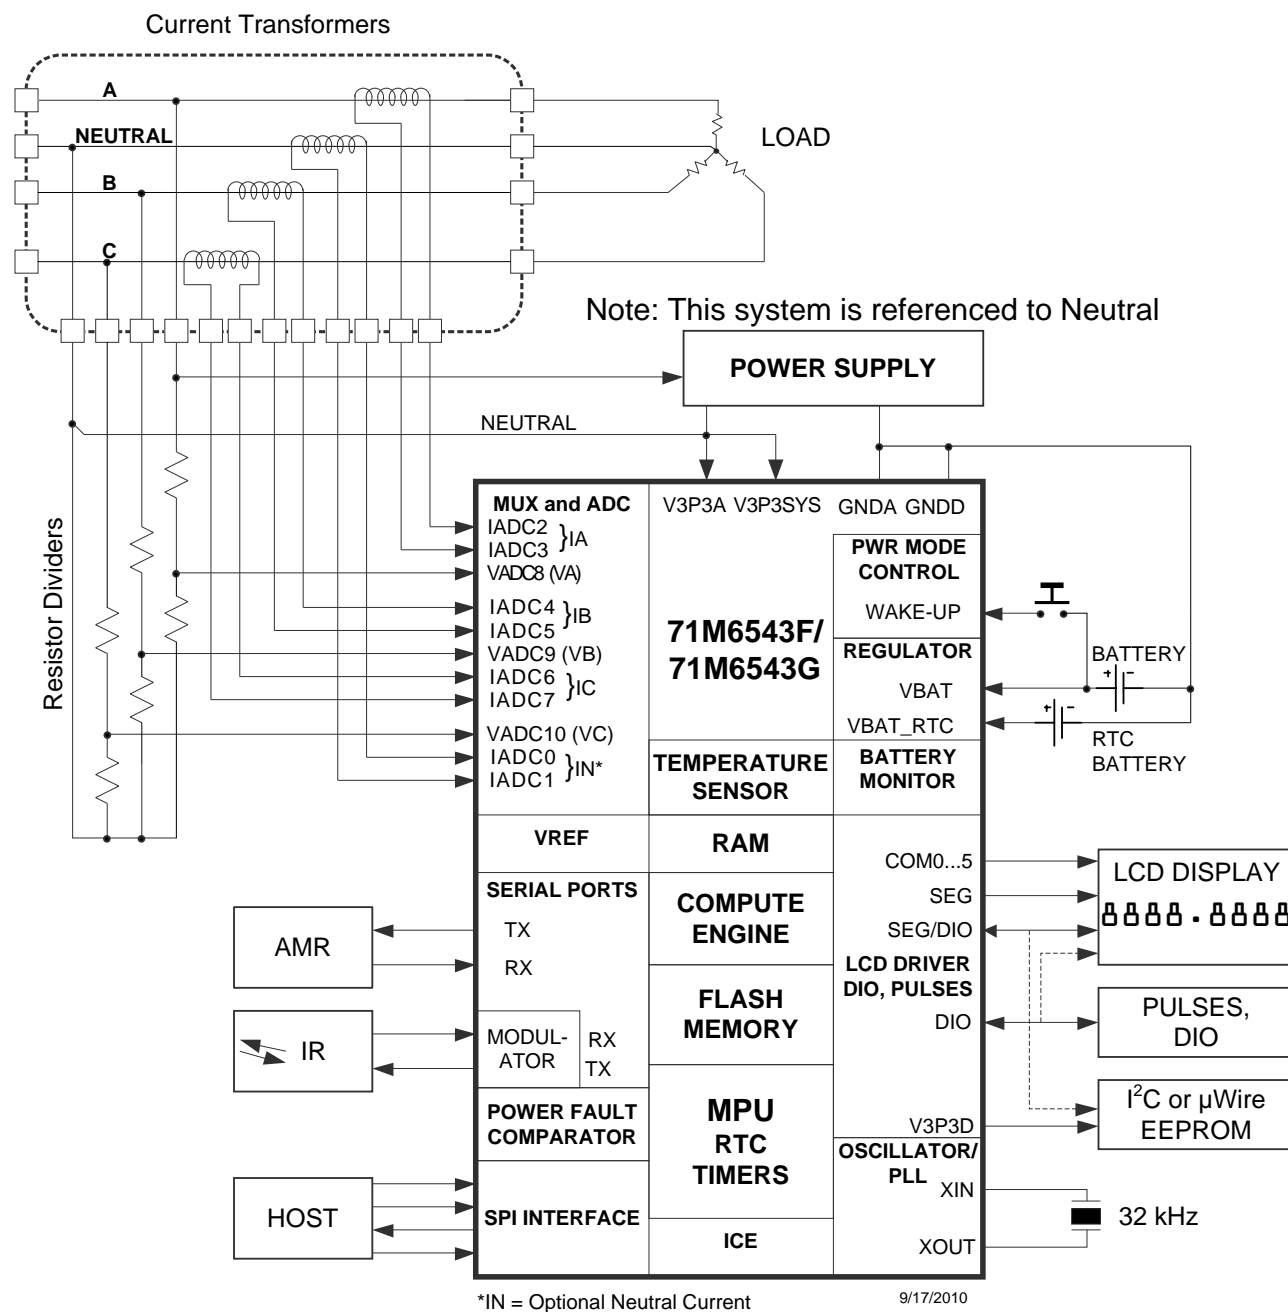 Current Transformers
A
NEUTRAL
B
C
LOAD
Note: This system is referenced to Neutral
POWER SUPPLY
NEUTRAL
Resistor Dividers
MUX and ADC
IADC2
IADC3
}IA
VADC8 (VA)
IADC4
IADC5
}IB
VADC9 (VB)
IADC6
IADC7
}IC
VADC10 (VC)
IADC0
IADC1
}IN*
V3P3A V3P3SYS
GNDA GNDD
71M6543F/
71M6543G
PWR MODE
CONTROL
WAKE-UP
REGULATOR
VBAT
VBAT_RTC
BATTERY
+ -
+ -
RTC
BATTERY
TEMPERATURE
SENSOR
BATTERY
MONITOR
VREF
RAM
COM0...5
SEG
SEG/DIO
LCD DRIVER
DIO, PULSES
DIO
V3P3D
LCD DISPLAY
8888.8888
PULSES,
DIO
I²C or µWire
EEPROM
SERIAL PORTS
TX
RX
COMPUTE
ENGINE
FLASH
MEMORY
AMR
IR
MODUL-
ATOR
RX
TX
POWER FAULT
COMPARATOR
MPU
RTC
TIMERS
OSCILLATOR/
PLL
XIN
XOUT
32 kHz
HOST
SPI INTERFACE
ICE
*IN = Optional Neutral Current
9/17/2010